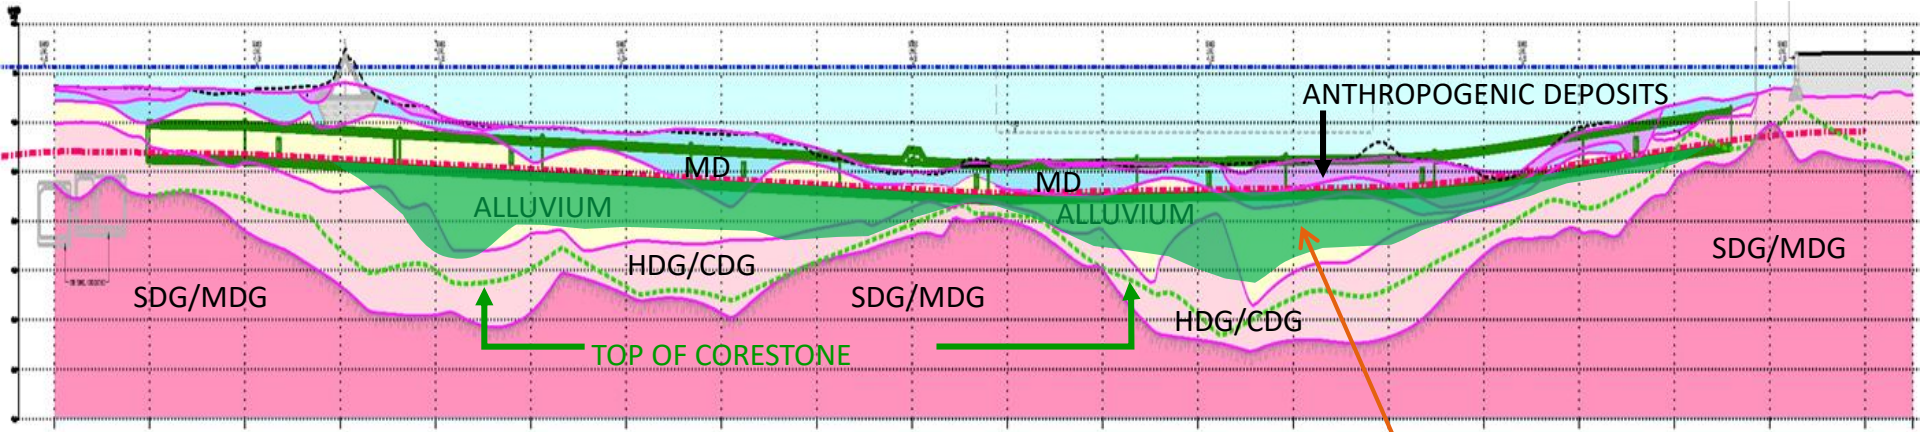 ANTHROPOGENIC DEPOSITS
MD
MD
ALLUVIUM
ALLUVIUM
HDG/CDG
SDG/MDG
SDG/MDG
SDG/MDG
HDG/CDG
TOP OF CORESTONE